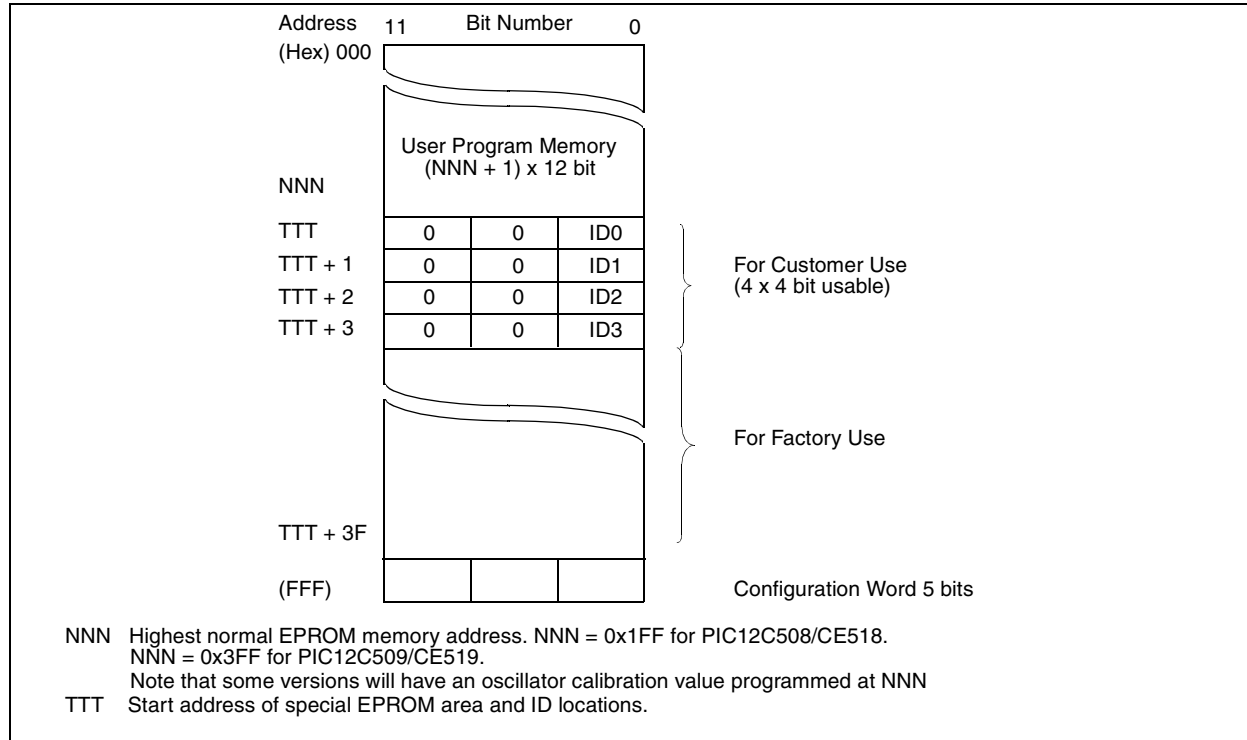 Address 11 Bit Number 0
(Hex) 000
User Program Memory
(NNN + 1) x 12 bit
NNN
TTT 0 0 ID0
TTT + 1 0 0 ID1
TTT + 2 0 0 ID2
TTT + 3 0 0 ID3
For Customer Use
(4 x 4 bit usable)
For Factory Use
TTT + 3F
(FFF) Configuration Word 5 bits
NNN Highest normal EPROM memory address. NNN = 0x1FF for PIC12C508/CE518.
NNN = 0x3FF for PIC12C509/CE519.
Note that some versions will have an oscillator calibration value programmed at NNN
TTT Start address of special EPROM area and ID locations.